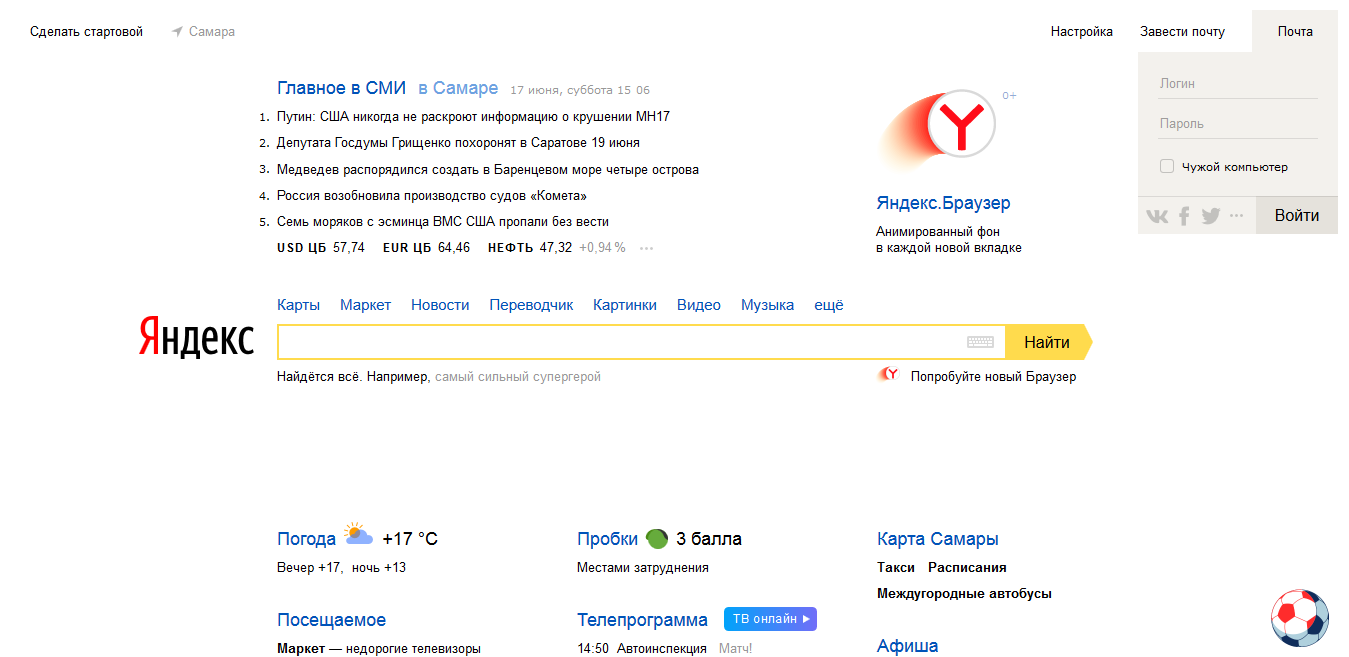 Сделать стартовой Самара Настройка Завести почту Почта
Логин
Пароль
Чужой компьютер
Войти
Главное в СМИ в Самаре 17 июня, суббота 15 06
1. Путин: США никогда не раскроют информацию о крушении МН17
2. Депутата Госдумы Грищенко похоронят в Саратове 19 июня
3. Медведев распорядился создать в Баренцевом море четыре острова
4. Россия возобновила производство судов «Комета»
5. Семь моряков с эсминца ВМС США пропали без вести
USD ЦБ 57,74 EUR ЦБ 64,46 НЕФТЬ 47,32 +0,94 % ···
0+
Яндекс.Браузер
Анимированный фон
в каждой новой вкладке
Карты Маркет Новости Переводчик Картинки Видео Музыка ещё
Яндекс Найти
Найдётся всё. Например, самый сильный супергерой Попробуйте новый Браузер
Погода +17 °C
Вечер +17, ночь +13
Пробки 3 балла
Местами затруднения
Карта Самары
Такси Расписания
Междугородные автобусы
Посещаемое
Маркет — недорогие телевизоры
Телепрограмма ТВ онлайн
14:50 Автоинспекция Матч!
Афиша